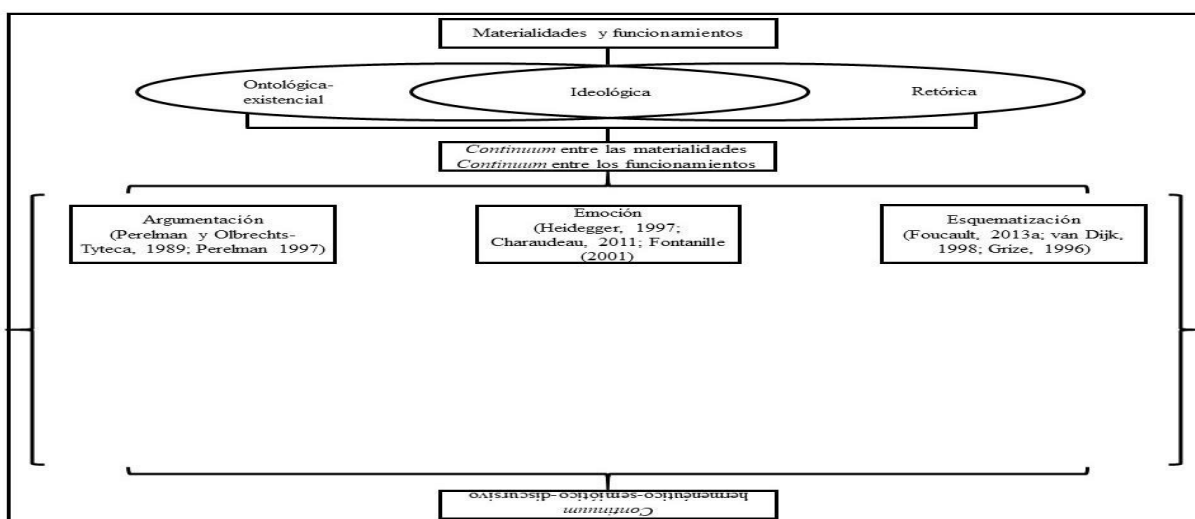 Materialidades y funcionamientos
Ontológica-
existencial
Ideológica
Retórica
Continuum entre las materialidades
Continuum entre los funcionamientos
Argumentación
(Perelman y Olbrechts-
Tyteca, 1989; Perelman 1997)
Emoción
(Heidegger, 1997;
Charaudeau, 2011; Fontanille
(2001)
Esquematización
(Foucault, 2013a; van Dijk,
1998; Grize, 1996)
Continuum
hermenéutico-semiótico-discursivo